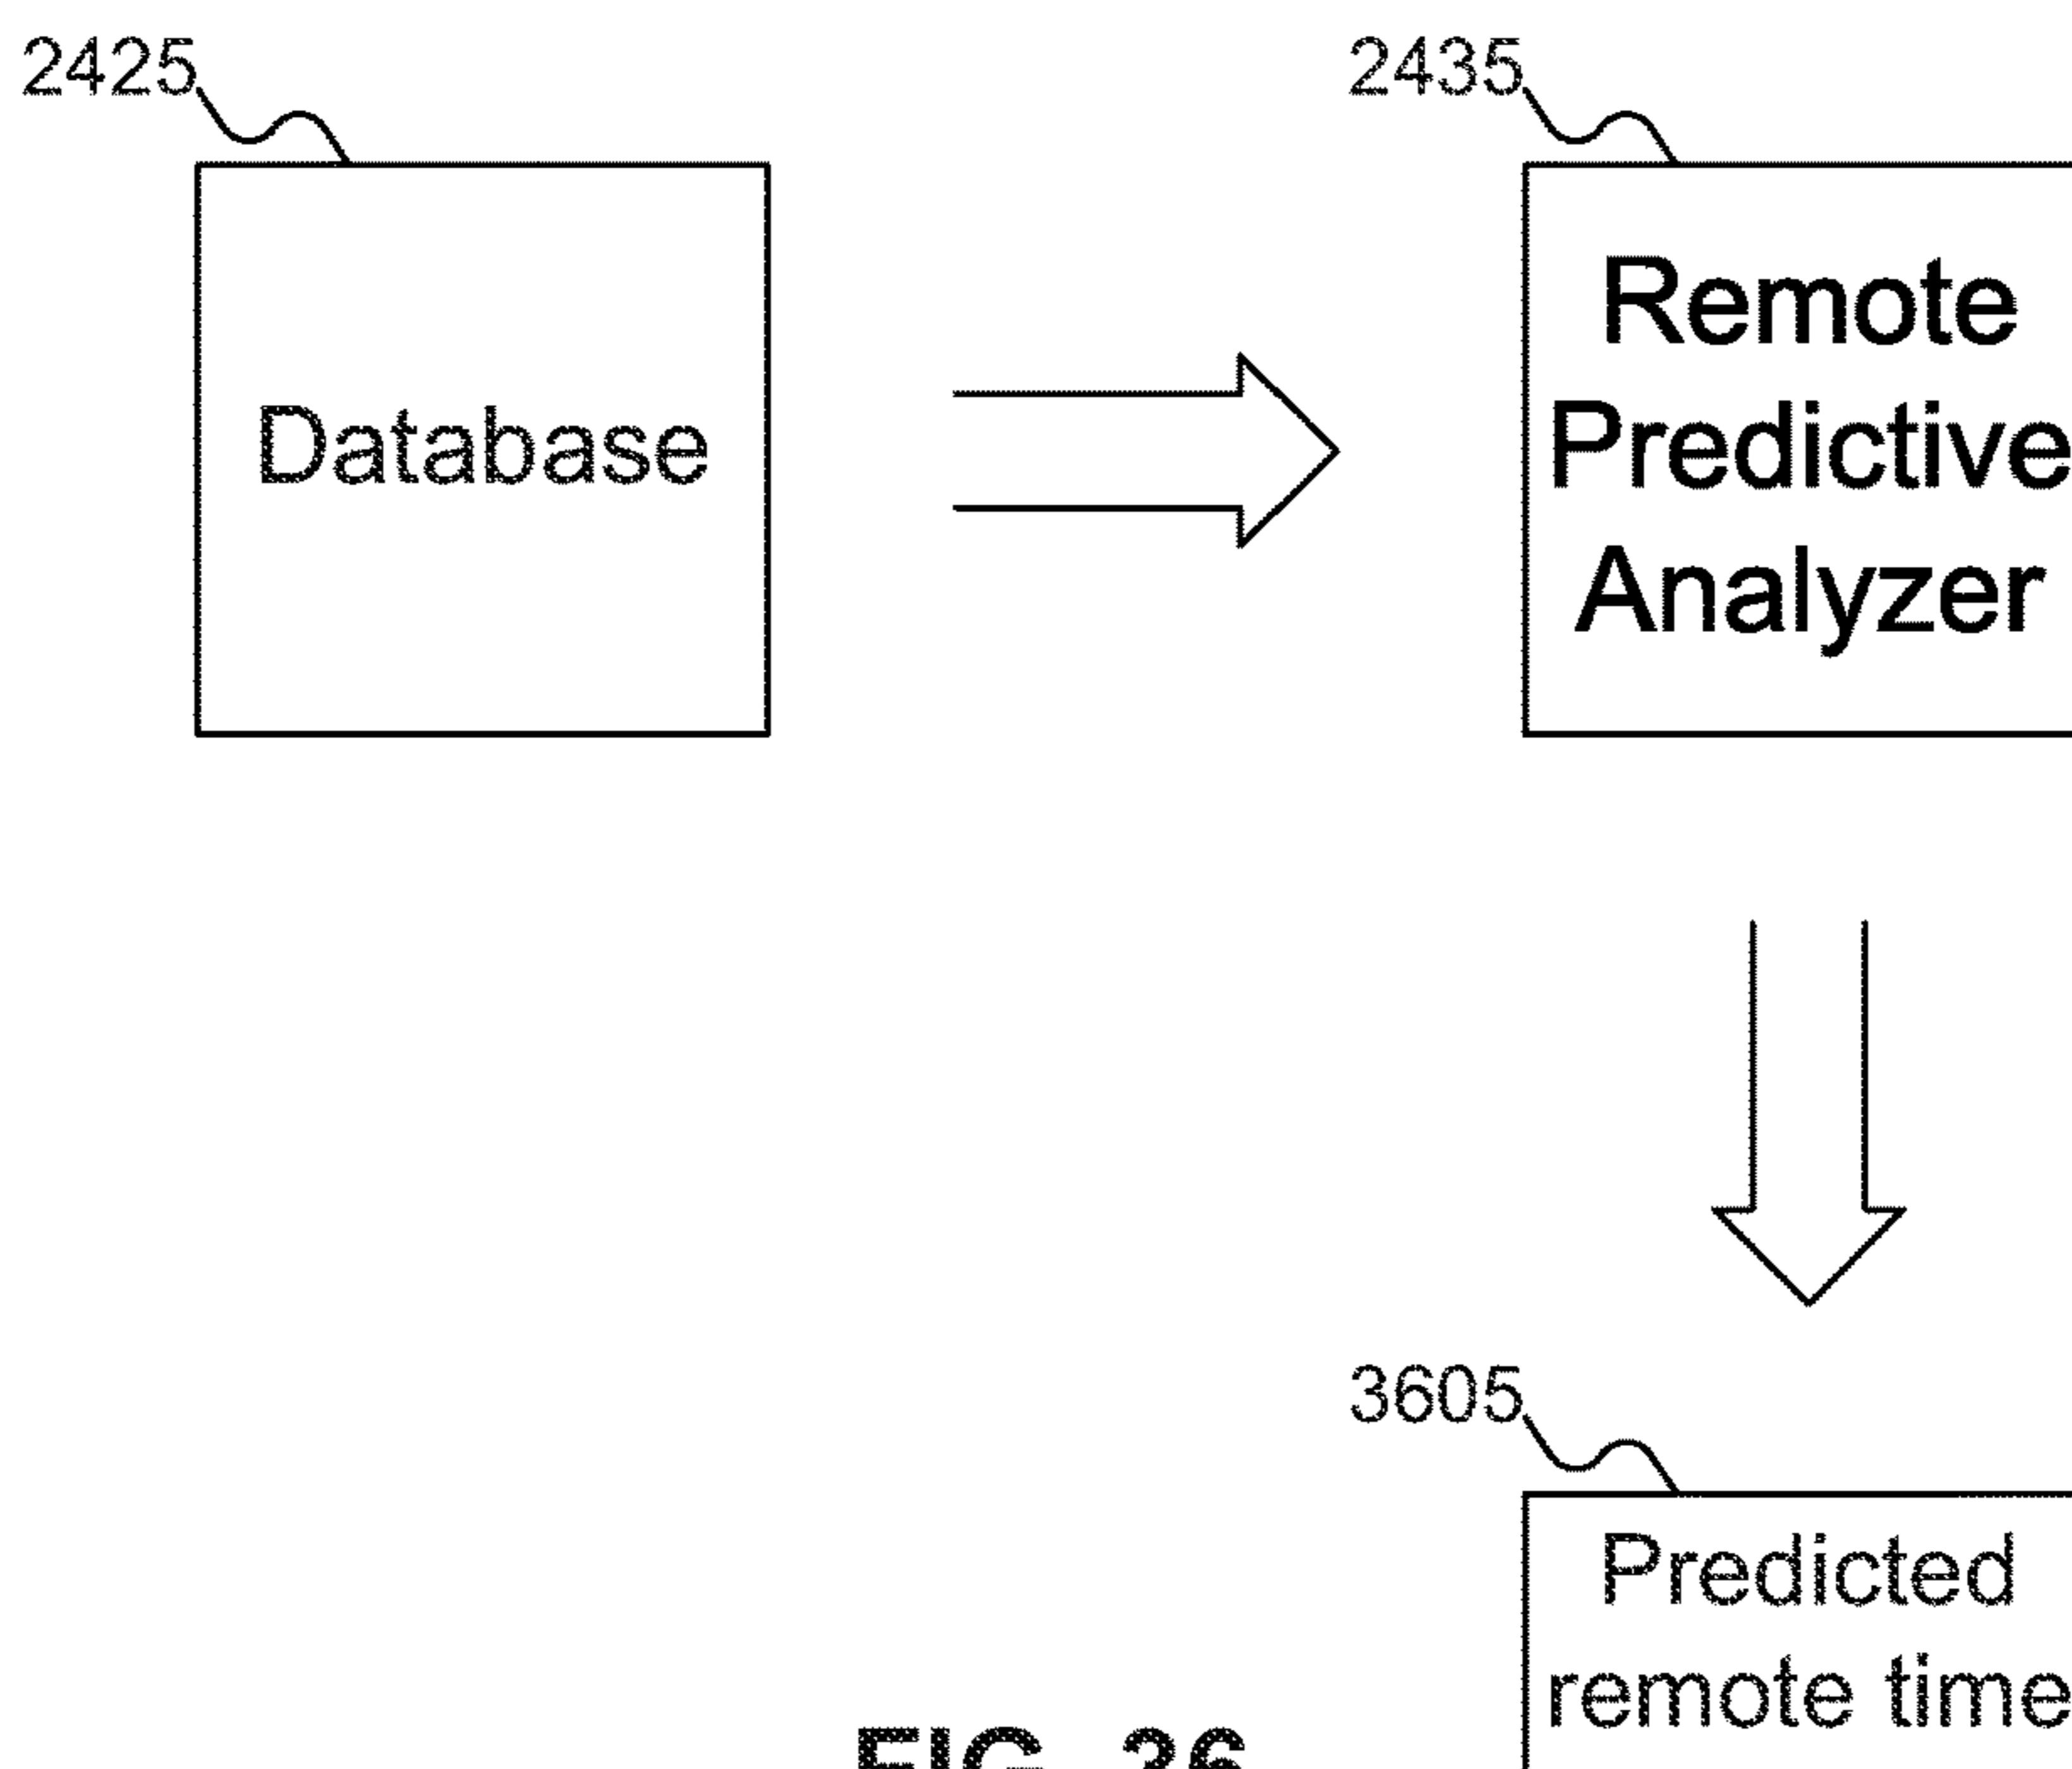 2425
2435
Database
Remote
Predictive
Analyzer
3605
Predicted
remote time